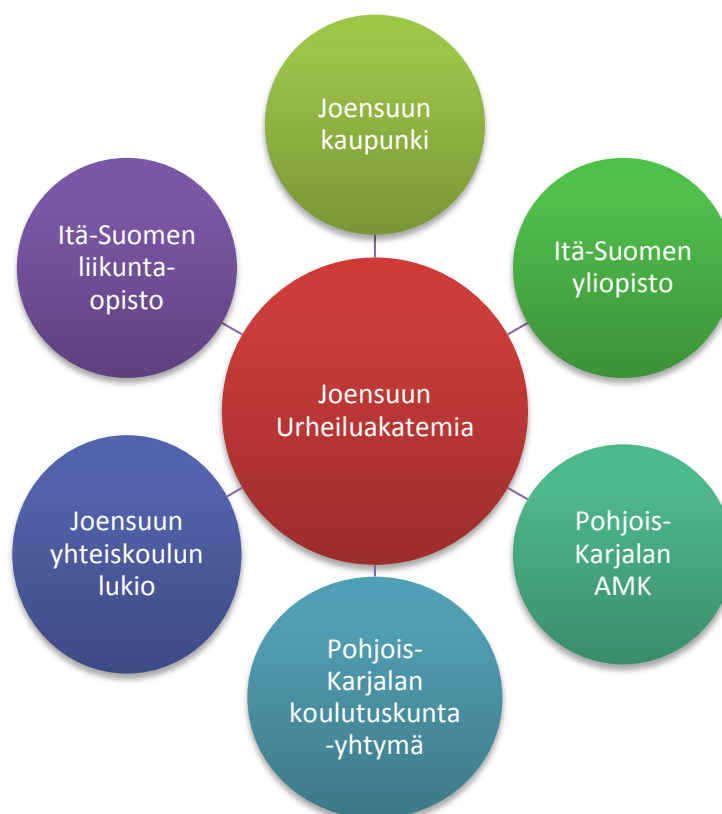 Joensuun
kaupunki
Itä-Suomen
yliopisto
Pohjois-
Karjalan
AMK
Pohjois-
Karjalan
koulutuskunta
-yhtymä
Joensuun
yhteiskoulun
lukio
Itä-Suomen
liikunta-
opisto
Joensuun
Urheiluakatemia